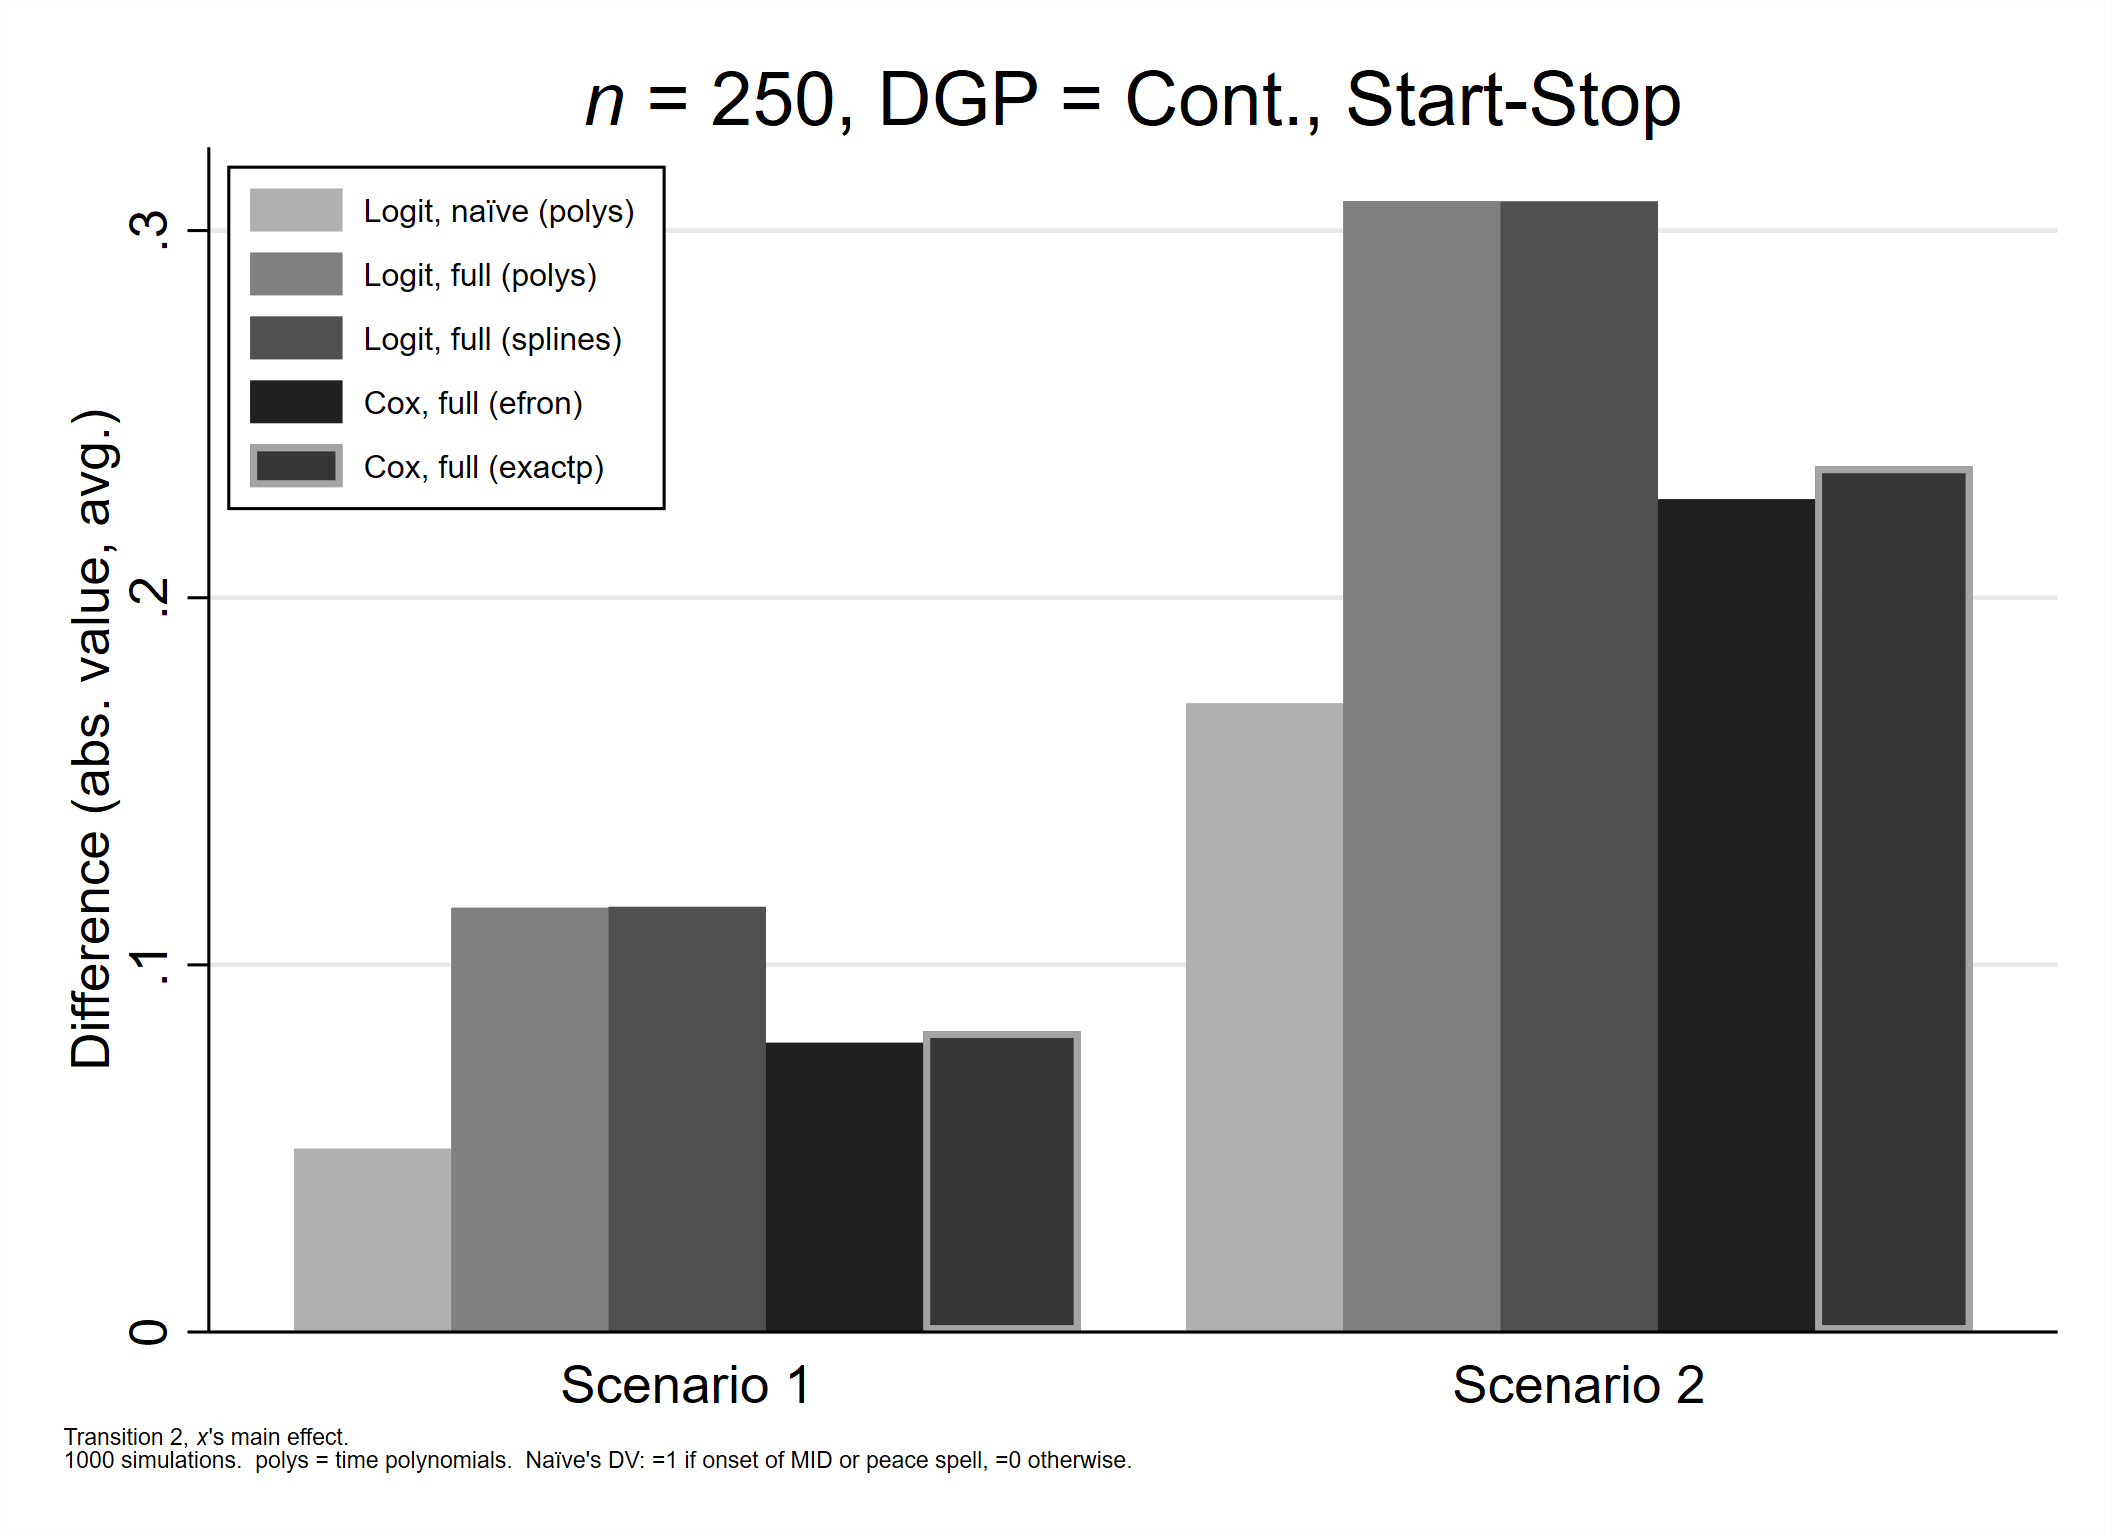 n = 250, DGP = Cont., Start-Stop
Logit, naïve (polys)
Logit, full (polys)
Logit, full (splines)
Cox, full (efron)
Cox, full (exactp)
Difference (abs. value, avg.)
.3
.2
.1
0
Scenario 1
Scenario 2
Transition 2, x's main effect.
1000 simulations.  polys = time polynomials.  Naïve's DV: =1 if onset of MID or peace spell, =0 otherwise.